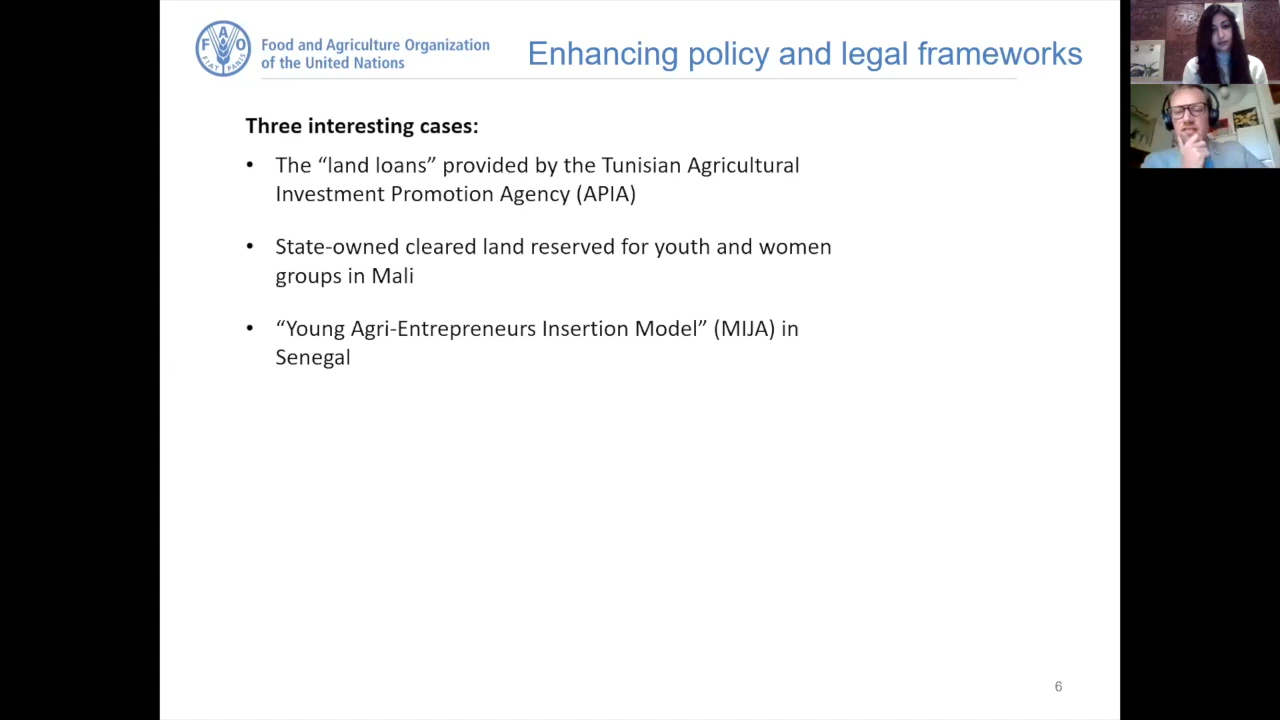 Food and Agriculture Organization
of the United Nations
Enhancing policy and legal frameworks
Three interesting cases:
• The “land loans” provided by the Tunisian Agricultural
Investment Promotion Agency (APIA)
• State-owned cleared land reserved for youth and women
groups in Mali
• “Young Agri-Entrepreneurs Insertion Model” (MIJA) in
Senegal
6
F A O
FIAT PANIS